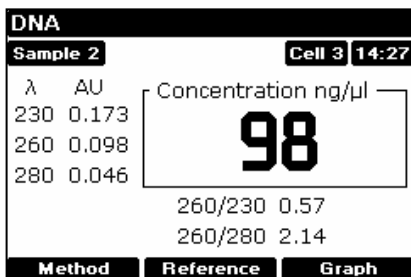 DNA
Sample 2 Cell 3 14:27
λ AU
230 0.173
260 0.098
280 0.046
Concentration ng/µl
98
260/230 0.57
260/280 2.14
Method Reference Graph